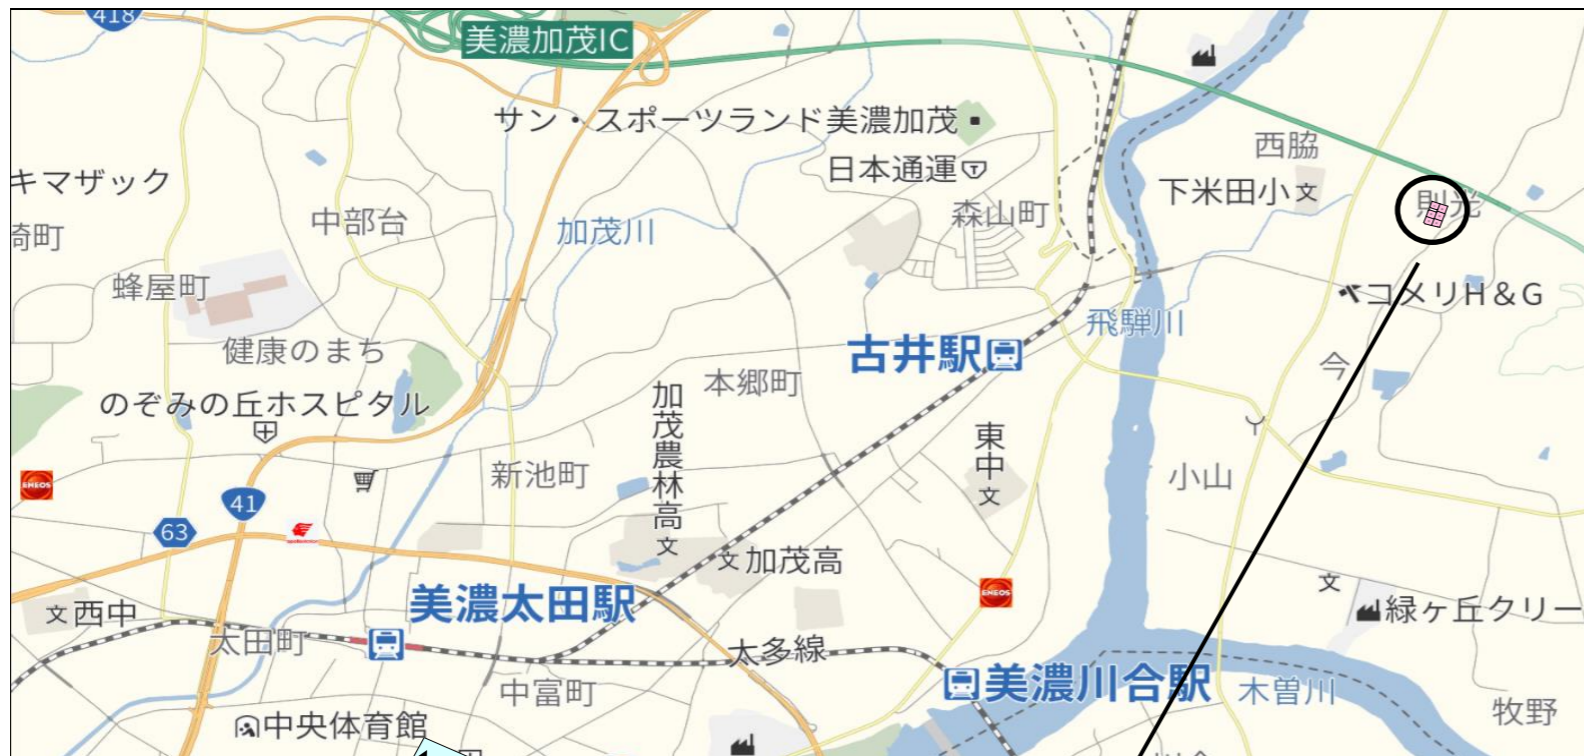 418
美濃加茂IC
サン・スポーツランド美濃加茂
西脇
日本通運
キマザック
下米田小
則光
中部台
加茂川
森山町
崎町
蜂屋町
コメリH&G
飛騨川
健康のまち
古井駅
今
本郷町
加茂農林高
のぞみの丘ホスピタル
東中
新池町
小山
ENEOS
41
63
加茂高
ENEOS
美濃太田駅
緑ヶ丘クリー
西中
太田町
太多線
美濃川合駅
木曽川
中富町
牧野
中央体育館